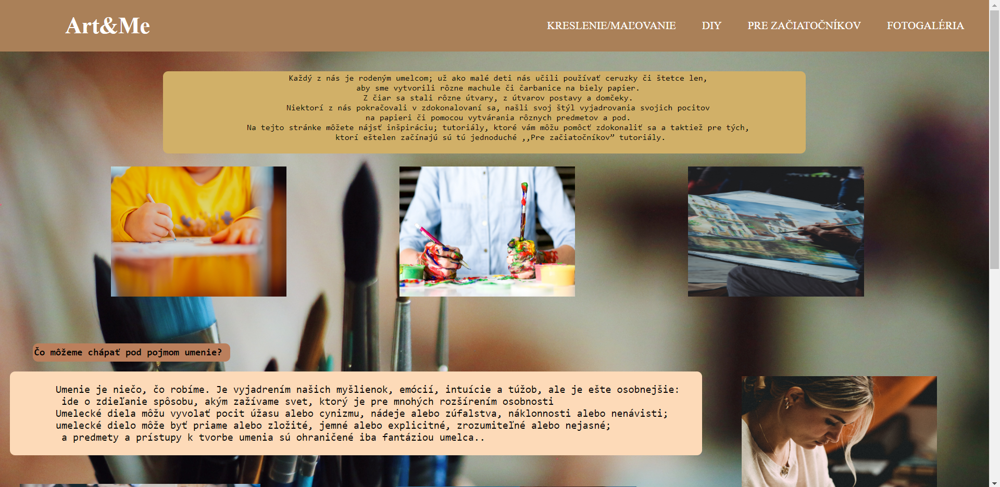 Art&Me
KRESLENIE/MAĽOVANIE
DIY
PRE ZAČIATOČNÍKOV
FOTOGALÉRIA
Každý z nás je rodeným umelcom; už ako malé deti nás učili používať ceruzky či štetce len,
aby sme vytvorili rôzne machule či čarbanice na biely papier.
Z čiar sa stali rôzne útvary, z útvarov postavy a domčeky.
Niektorí z nás pokračovali v zdokonalovaní sa, našli svoj štýl vyjadrovania svojich pocitov
na papieri či pomocou vytvárania rôznych predmetov a pod.
Na tejto stránke môžete nájsť inšpiráciu; tutoriály, ktoré vám môžu pomôcť zdokonaliť sa a taktiež pre tých,
ktorí eštelen začínajú sú tú jednoduché ,,Pre začiatočníkov” tutoriály.
Čo môžeme chápať pod pojmom umenie?
Umenie je niečo, čo robíme. Je vyjadrením našich myšlienok, emócií, intuície a túžob, ale je ešte osobnejšie:
ide o zdieľanie spôsobu, akým zažívame svet, ktorý je pre mnohých rozšírením osobnosti
Umelecké diela môžu vyvolať pocit úžasu alebo cynizmu, nádeje alebo zúfalstva, náklonnosti alebo nenávisti;
umelecké dielo môže byť priame alebo zložité, jemné alebo explicitné, zrozumiteľné alebo nejasné;
a predmety a prístupy k tvorbe umenia sú ohraničené iba fantáziou umelca..